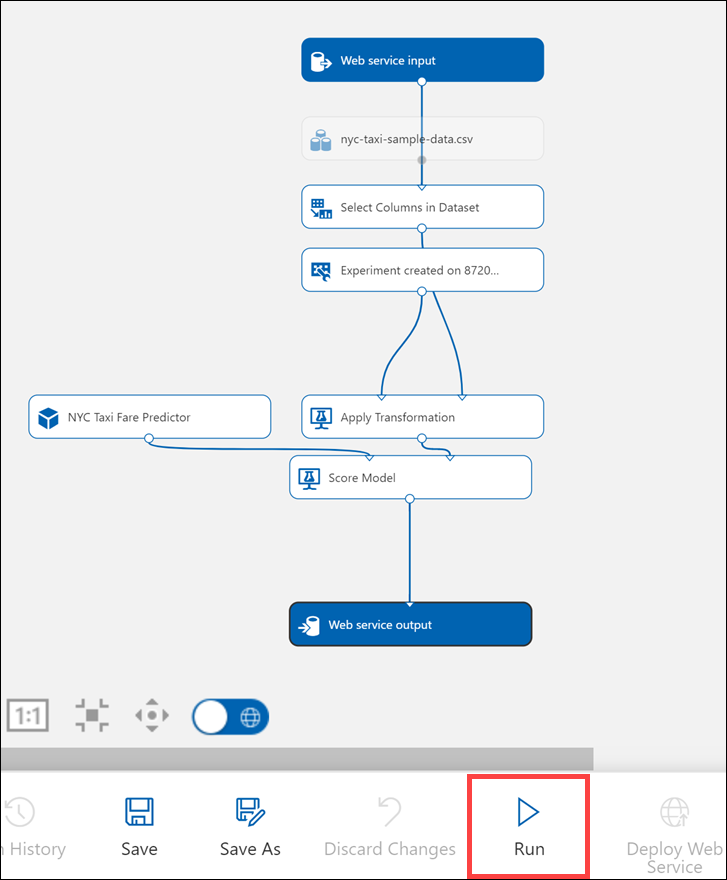 Web service input
nyc-taxi-sample-data.csv
Select Columns in Dataset
Experiment created on 8720...
NYC Taxi Fare Predictor
Apply Transformation
Score Model
Web service output
1:1
n History
Save
Save As
Discard Changes
Run
Deploy Web
Service